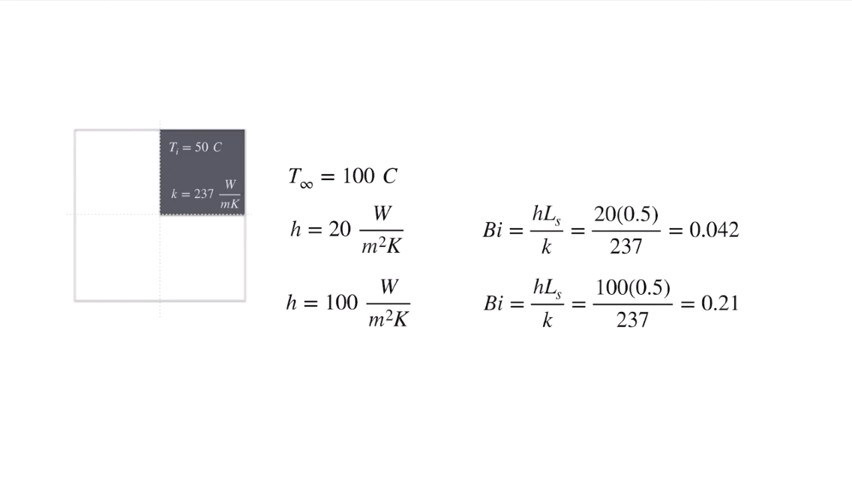 T_i = 50 C
k = 237 W/mK
T_∞ = 100 C
h = 20 W/m²K
Bi = hL_s/k = 20(0.5)/237 = 0.042
h = 100 W/m²K
Bi = hL_s/k = 100(0.5)/237 = 0.21